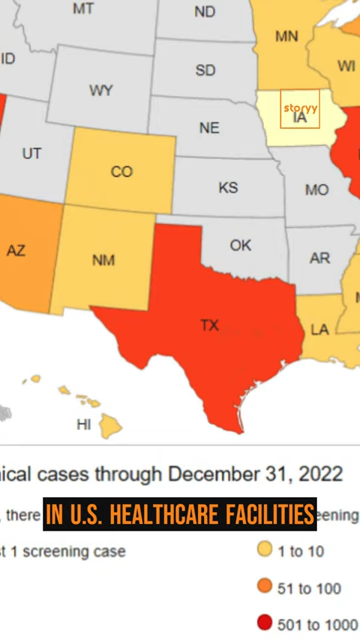 MT
ND
MN
ID
SD
WI
WY
storyy
IA
NE
UT
CO
KS
MO
AZ
NM
OK
AR
TX
LA
HI
nical cases through December 31, 2022
, there
IN U.S. HEALTHCARE FACILITIES
eening
t 1 screening case
1 to 10
51 to 100
501 to 1000